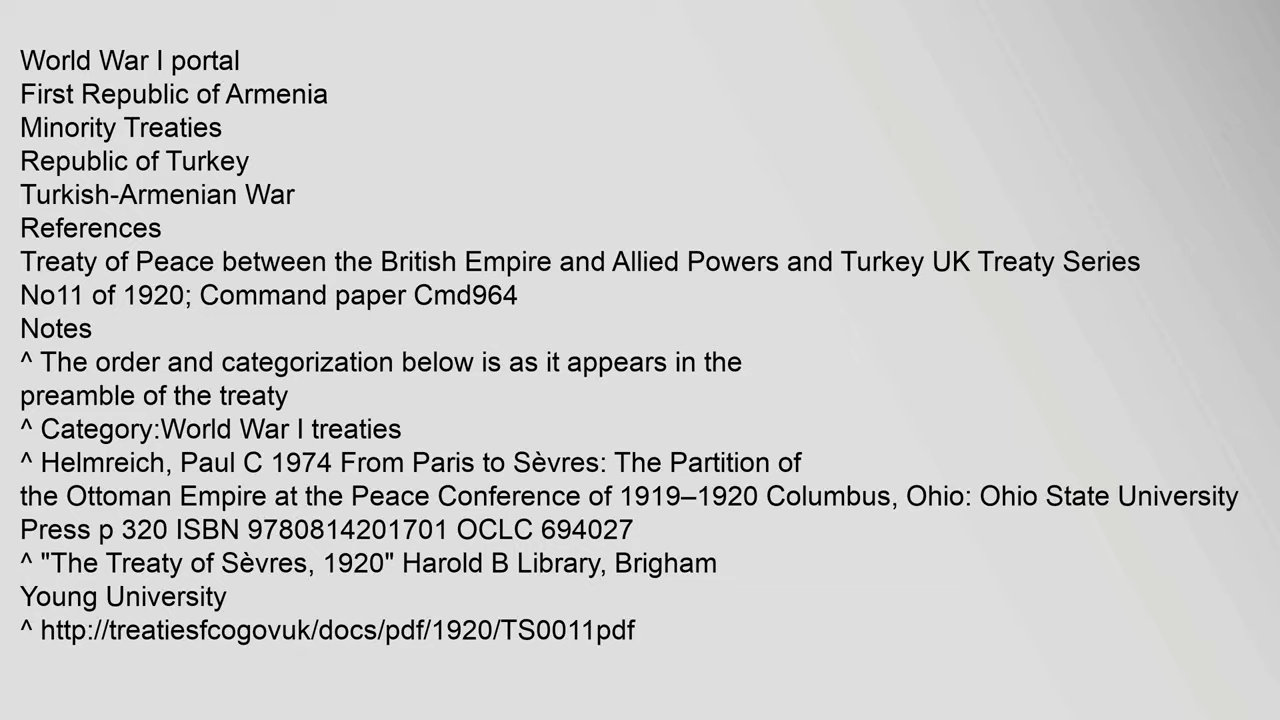 World War I portal
First Republic of Armenia
Minority Treaties
Republic of Turkey
Turkish-Armenian War
References
Treaty of Peace between the British Empire and Allied Powers and Turkey UK Treaty Series
No11 of 1920; Command paper Cmd964
Notes
^ The order and categorization below is as it appears in the
preamble of the treaty
^ Category:World War I treaties
^ Helmreich, Paul C 1974 From Paris to Sèvres: The Partition of
the Ottoman Empire at the Peace Conference of 1919–1920 Columbus, Ohio: Ohio State University
Press p 320 ISBN 9780814201701 OCLC 694027
^ "The Treaty of Sèvres, 1920" Harold B Library, Brigham
Young University
^ http://treatiesfcogovuk/docs/pdf/1920/TS0011pdf